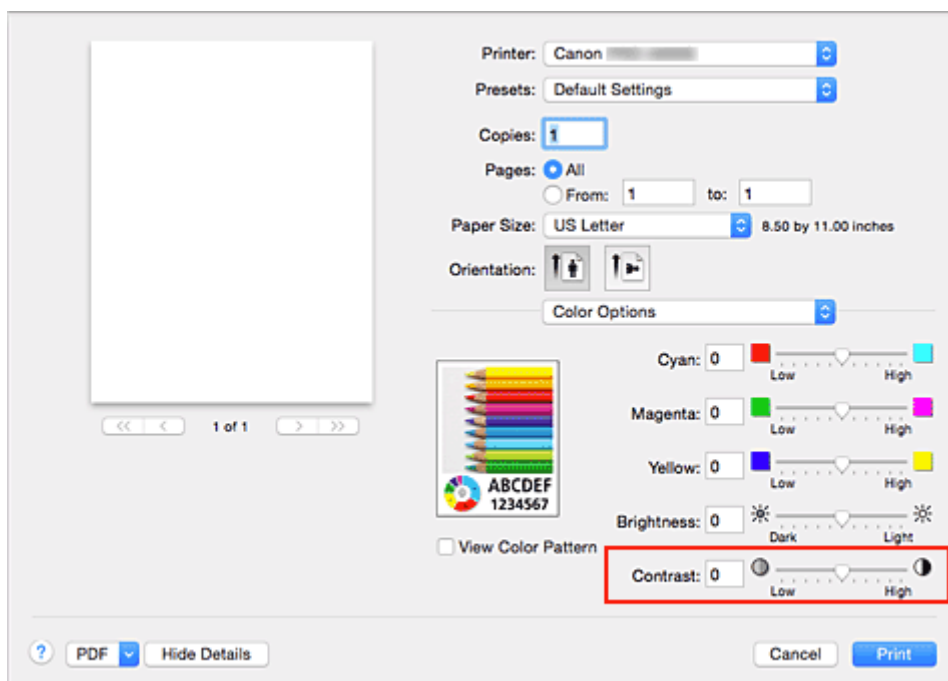 Printer: Canon
Presets: Default Settings
Copies: 1
Pages: All
From: 1 to: 1
Paper Size: US Letter 8.50 by 11.00 inches
Orientation:
Color Options
1 of 1
Cyan: 0
Low High
Magenta: 0
Low High
Yellow: 0
Low High
ABCDEF
1234567
Brightness: 0
Dark Light
View Color Pattern
Contrast: 0
Low High
? PDF Hide Details Cancel Print